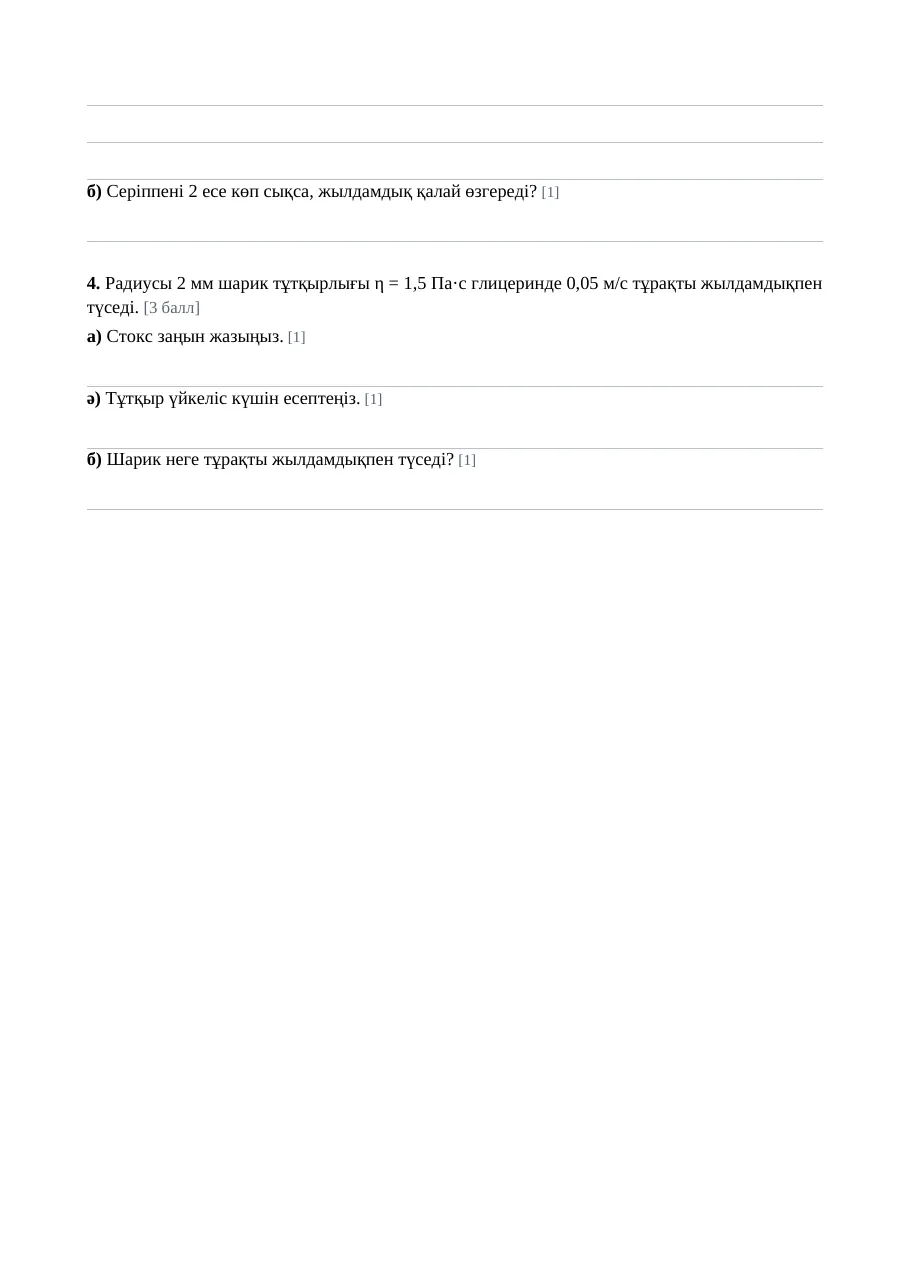 б) Серіппені 2 есе көп сықса, жылдамдық қалай өзгереді? [1]
4. Радиусы 2 мм шарик тұтқырлығы η = 1,5 Па·с глицеринде 0,05 м/с тұрақты жылдамдықпен
түседі. [3 балл]
а) Стокс заңын жазыңыз. [1]
ә) Тұтқыр үйкеліс күшін есептеңіз. [1]
б) Шарик неге тұрақты жылдамдықпен түседі? [1]